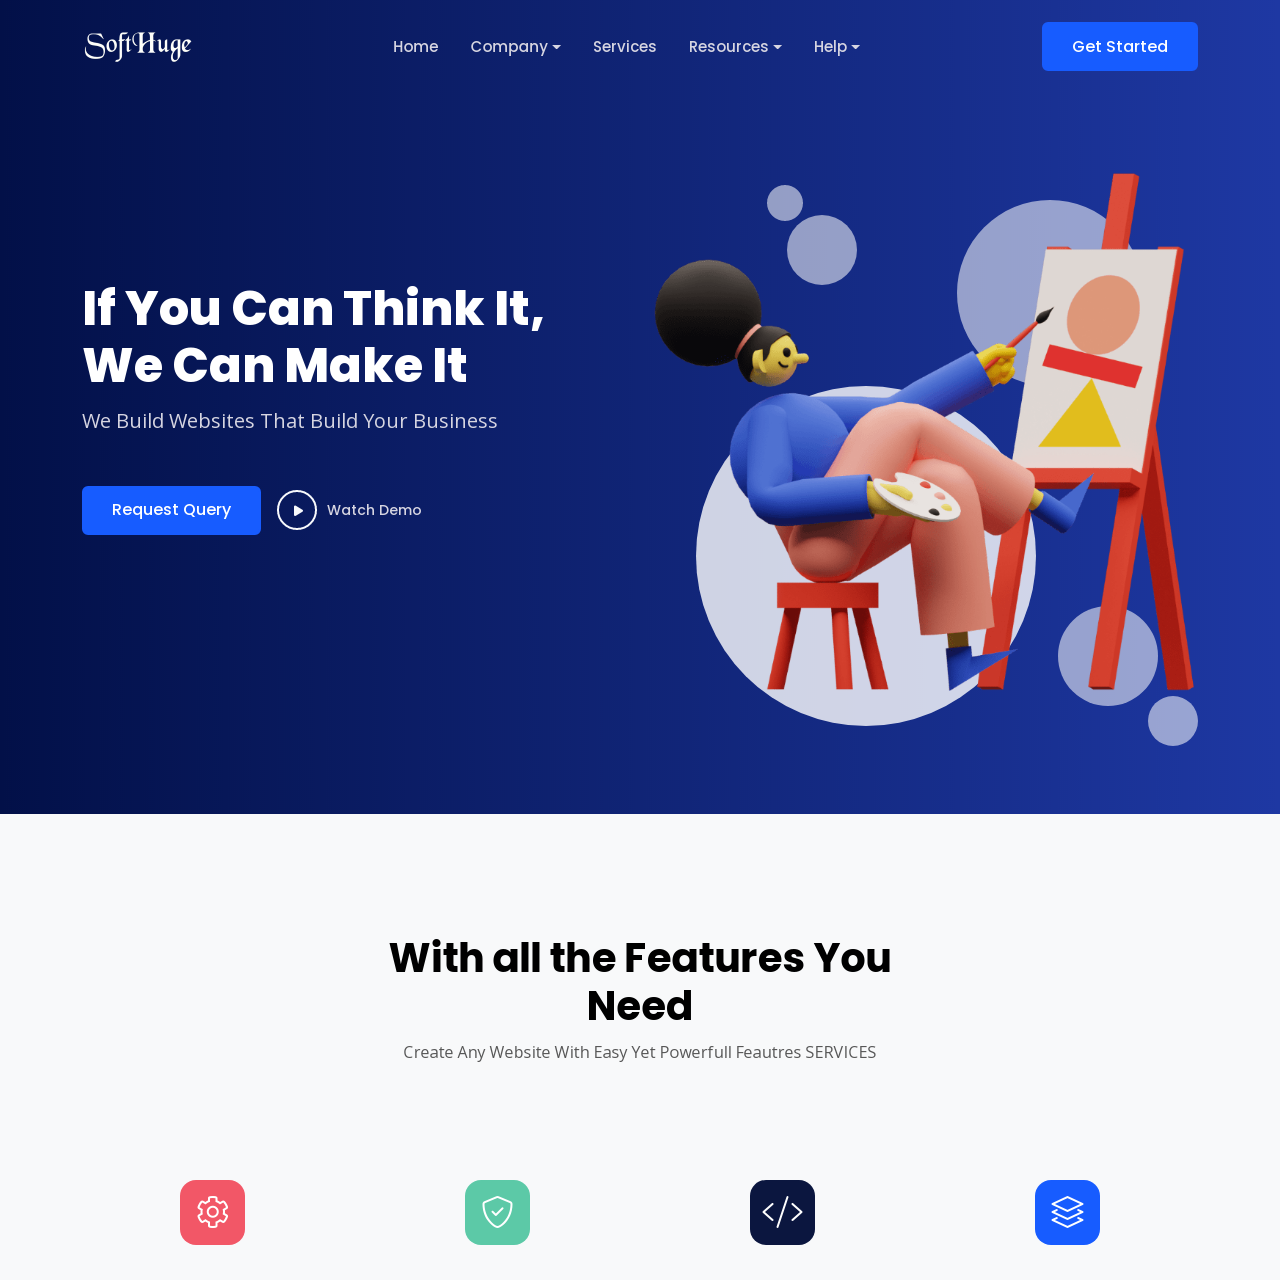 SoftHuge
Home
Company
Services
Resources
Help
Get Started
If You Can Think It,
We Can Make It
We Build Websites That Build Your Business
Request Query
Watch Demo
With all the Features You
Need
Create Any Website With Easy Yet Powerfull Feautres SERVICES